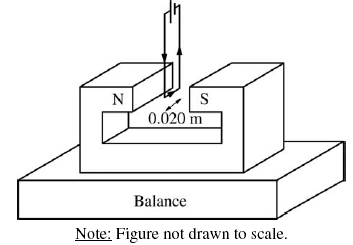 N S
0.020 m
Balance
Note: Figure not drawn to scale.